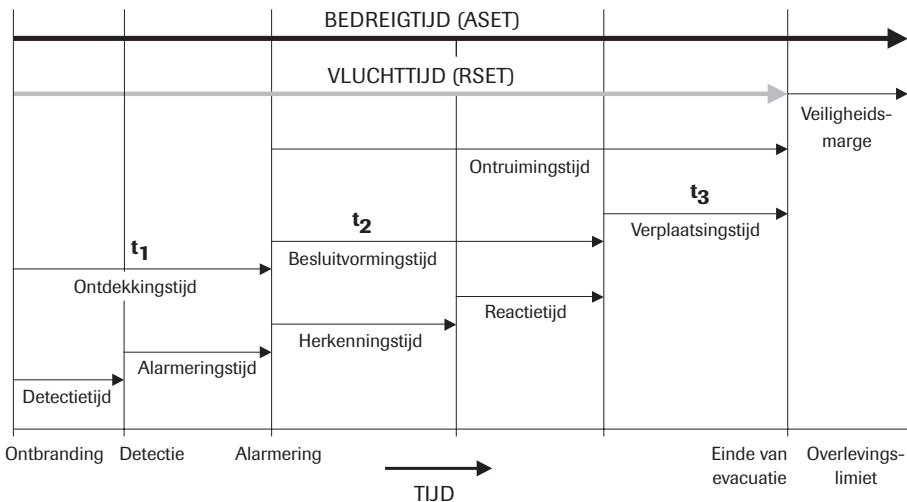 BEDREIGTIJD (ASET)
VLUCHTTIJD (RSET)
Veiligheids-
marge
Ontruimingstijd
t3
t2
Verplaatsingstijd
t1
Besluitvormingstijd
Ontdekkingstijd
Reactietijd
Herkenningstijd
Alarmeringstijd
Detectietijd
Ontbranding Detectie Alarmering Einde van Overlevings-
evacuatie limiet
TIJD